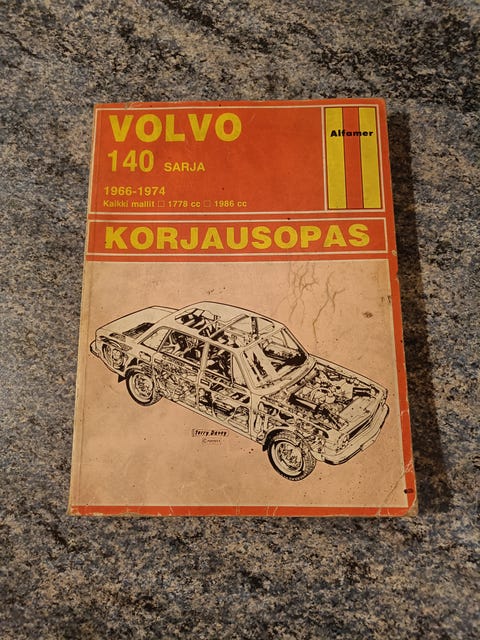 VOLVO
Alfamer
140 SARJA
1966-1974
Kaikki mallit □ 1778 cc □ 1986 cc
KORJAUSOPAS
Terry Davey